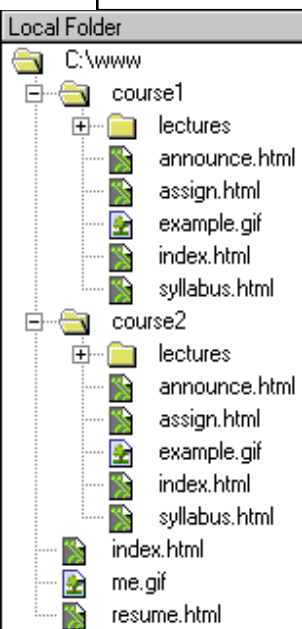 Local Folder
C:\www
course1
lectures
announce.html
assign.html
example.gif
index.html
syllabus.html
course2
lectures
announce.html
assign.html
example.gif
index.html
syllabus.html
index.html
me.gif
resume.html